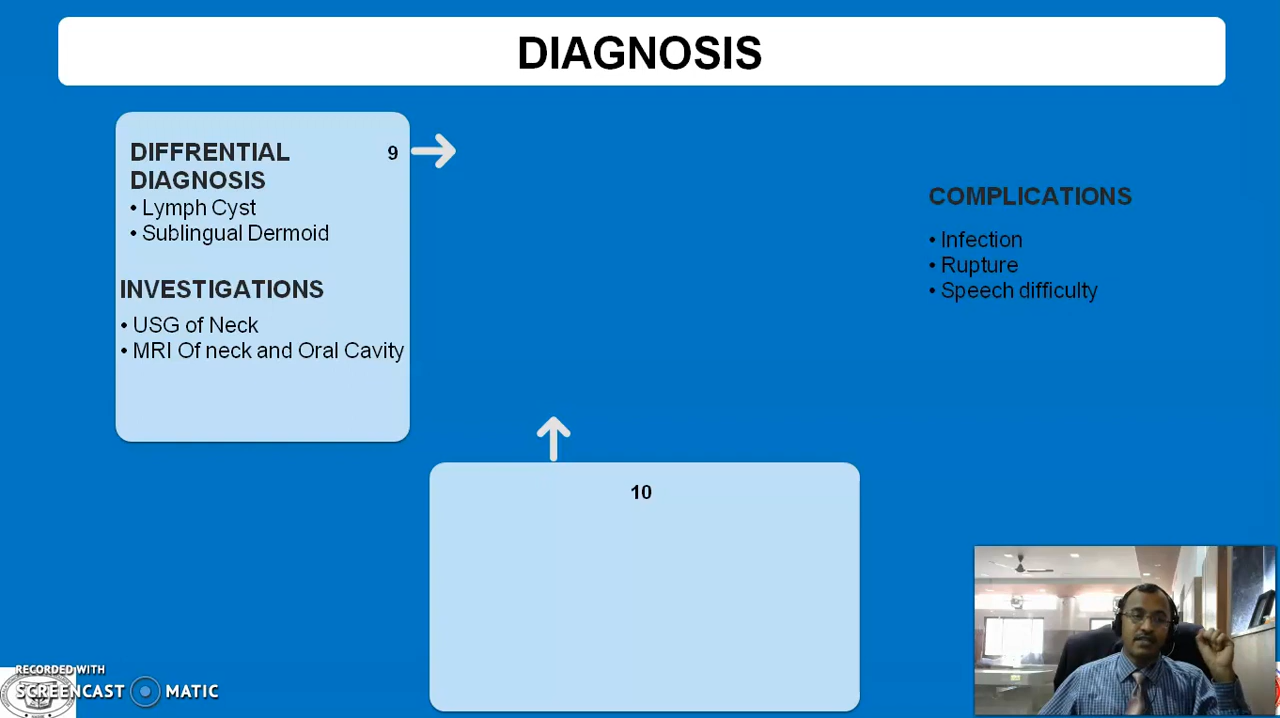 DIAGNOSIS
DIFFRENTIAL
DIAGNOSIS
9
• Lymph Cyst
• Sublingual Dermoid
INVESTIGATIONS
• USG of Neck
• MRI Of neck and Oral Cavity
COMPLICATIONS
• Infection
• Rupture
• Speech difficulty
10
RECORDED WITH
SCREENCAST MATIC